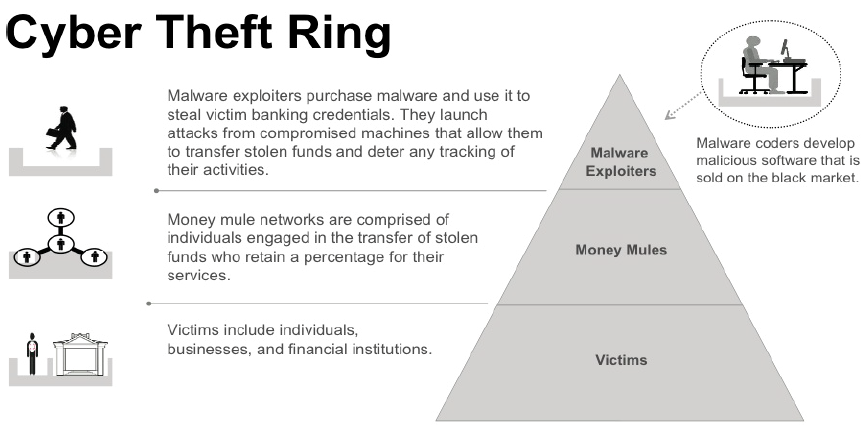 Cyber Theft Ring
Malware exploiters purchase malware and use it to
steal victim banking credentials. They launch
attacks from compromised machines that allow them
to transfer stolen funds and deter any tracking of
their activities.
Money mule networks are comprised of
individuals engaged in the transfer of stolen
funds who retain a percentage for their
services.
Victims include individuals,
businesses, and financial institutions.
Malware
Exploiters
Money Mules
Victims
Malware coders develop
malicious software that is
sold on the black market.